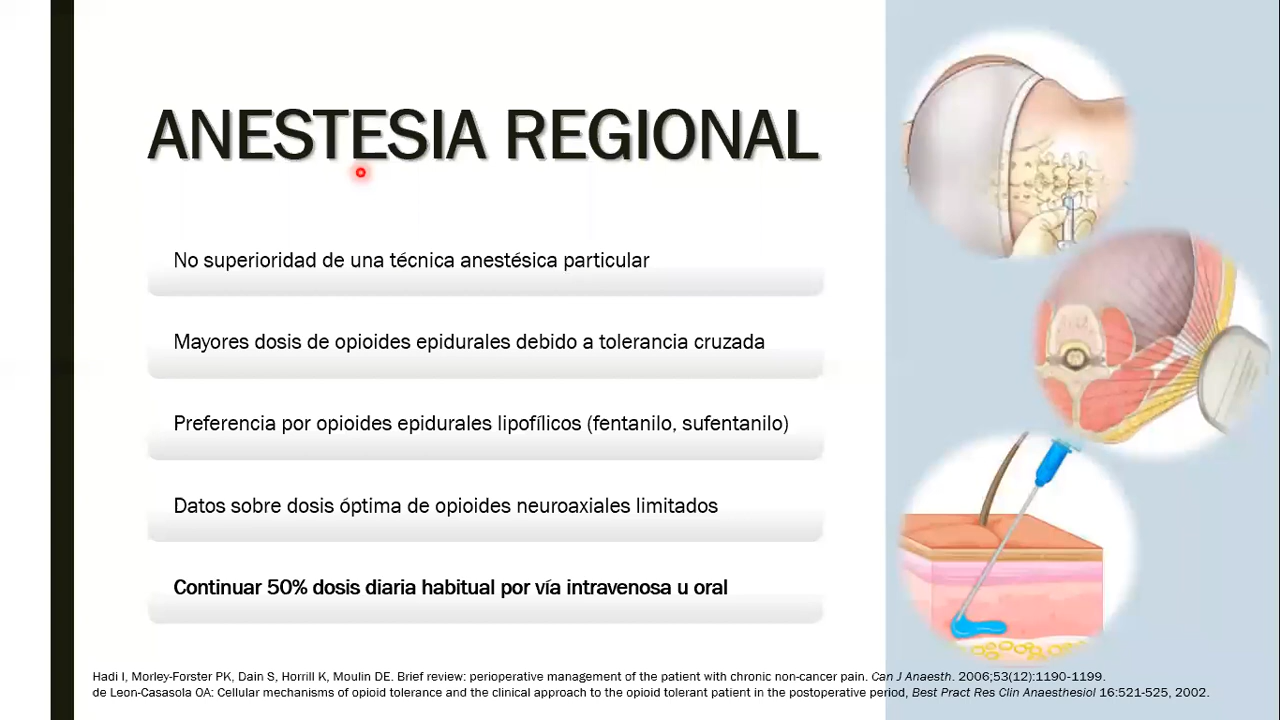 ANESTESIA REGIONAL
No superioridad de una técnica anestésica particular
Mayores dosis de opioides epidurales debido a tolerancia cruzada
Preferencia por opioides epidurales lipofílicos (fentanilo, sufentanilo)
Datos sobre dosis óptima de opioides neuroaxiales limitados
Continuar 50% dosis diaria habitual por vía intravenosa u oral
Hadi I, Morley-Forster PK, Dain S, Horrill K, Moulin DE. Brief review: perioperative management of the patient with chronic non-cancer pain. Can J Anaesth. 2006;53(12):1190-1199.
de Leon-Casasola OA: Cellular mechanisms of opioid tolerance and the clinical approach to the opioid tolerant patient in the postoperative period, Best Pract Res Clin Anaesthesiol 16:521-525, 2002.